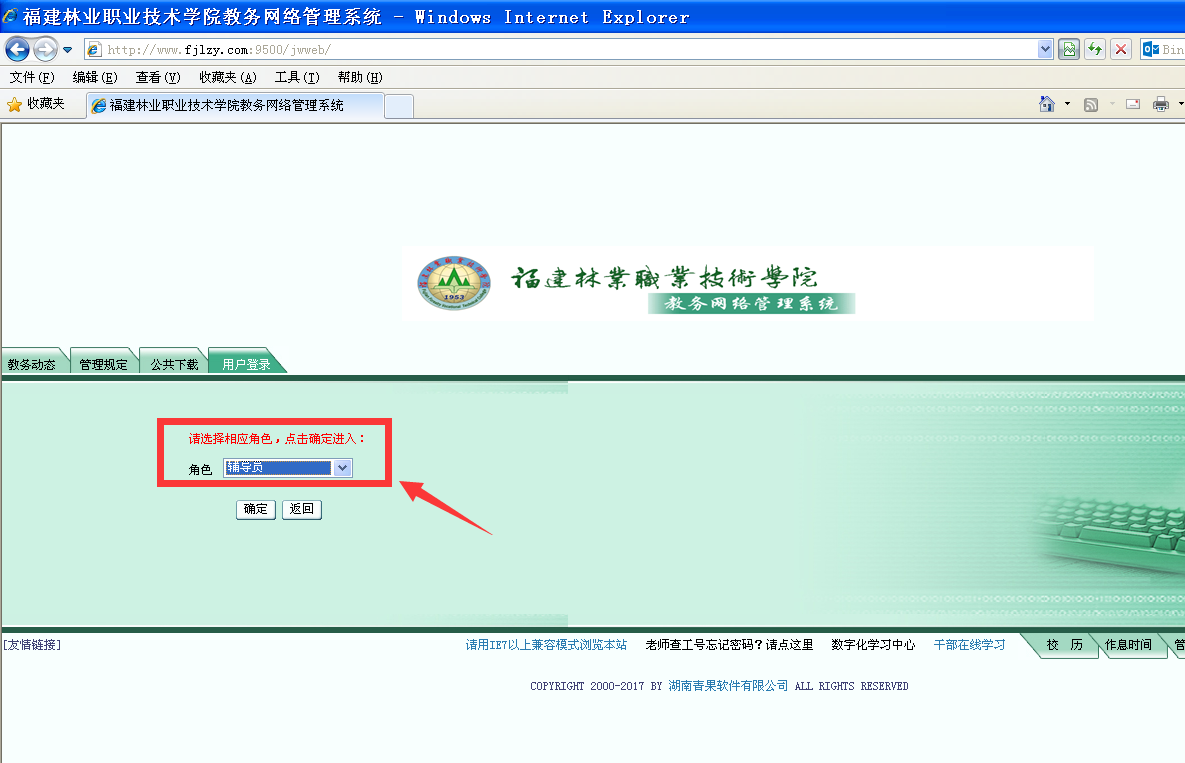 福建林业职业技术学院教务网络管理系统 - Windows Internet Explorer
http://www.fjlzy.com:9500/jwweb/
Bin
文件(F) 编辑(E) 查看(V) 收藏夹(A) 工具(T) 帮助(H)
收藏夹 福建林业职业技术学院教务网络管理系统
1953
福建林業職業技術學院
教务网络管理系统
教务动态 管理规定 公共下载 用户登录
请选择相应角色，点击确定进入：
角色 辅导员
确定 返回
[友情链接] 请用IE7以上兼容模式浏览本站 老师查工号忘记密码？请点这里 数字化学习中心 干部在线学习 校 历 作息时间 管
COPYRIGHT 2000-2017 BY 湖南青果软件有限公司 ALL RIGHTS RESERVED